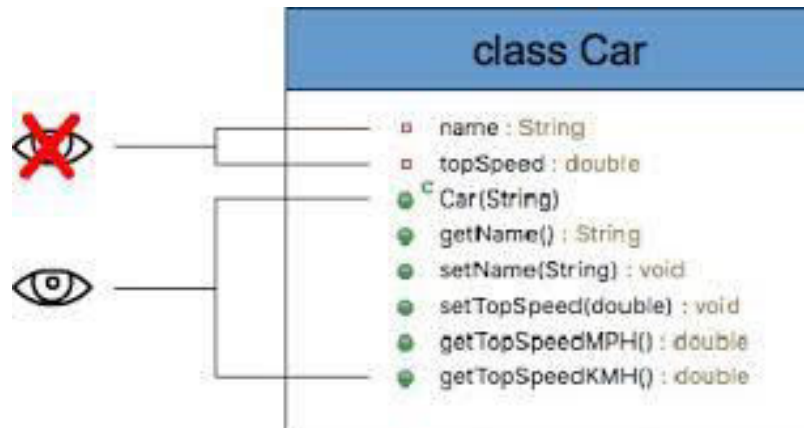 class Car
name : String
topSpeed : double
C Car(String)
getName() : String
setName(String) : void
setTopSpeed(double) : void
getTopSpeedMPH() : double
getTopSpeedKMH() : double